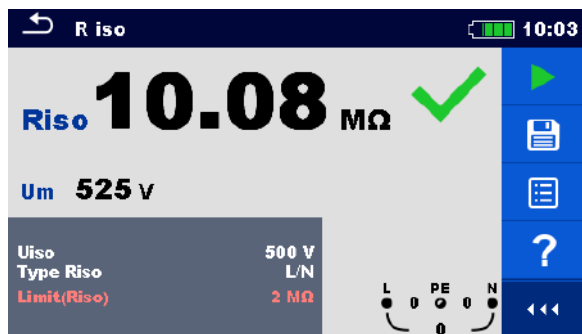 R iso 10:03
Riso 10.08 MΩ
Um 525 V
Uiso 500 V
Type Riso L/N
Limit(Riso) 2 MΩ
?
L PE N
0 0
0